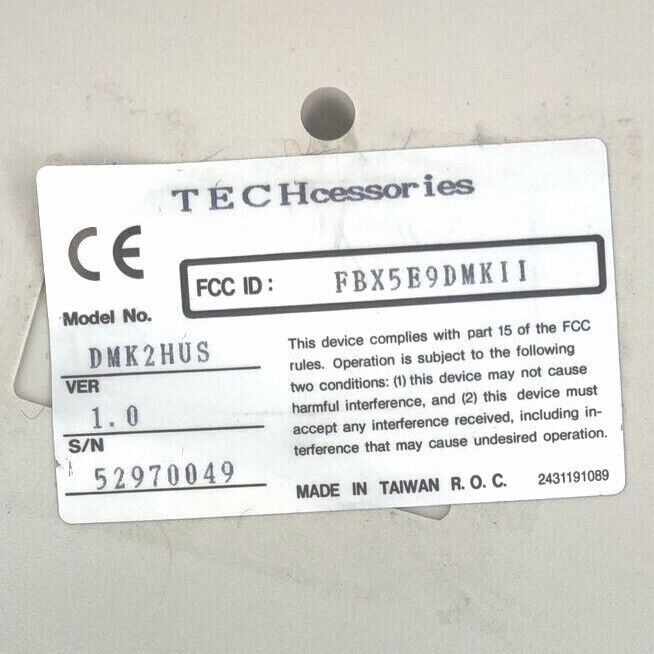 TECHcessories
CE
FCC ID: FBX5E9DMKII
Model No.
DMK2HUS
VER
1.0
S/N
52970049
This device complies with part 15 of the FCC
rules. Operation is subject to the following
two conditions: (1) this device may not cause
harmful interference, and (2) this device must
accept any interference received, including in-
terference that may cause undesired operation.
MADE IN TAIWAN R. O. C. 2431191089